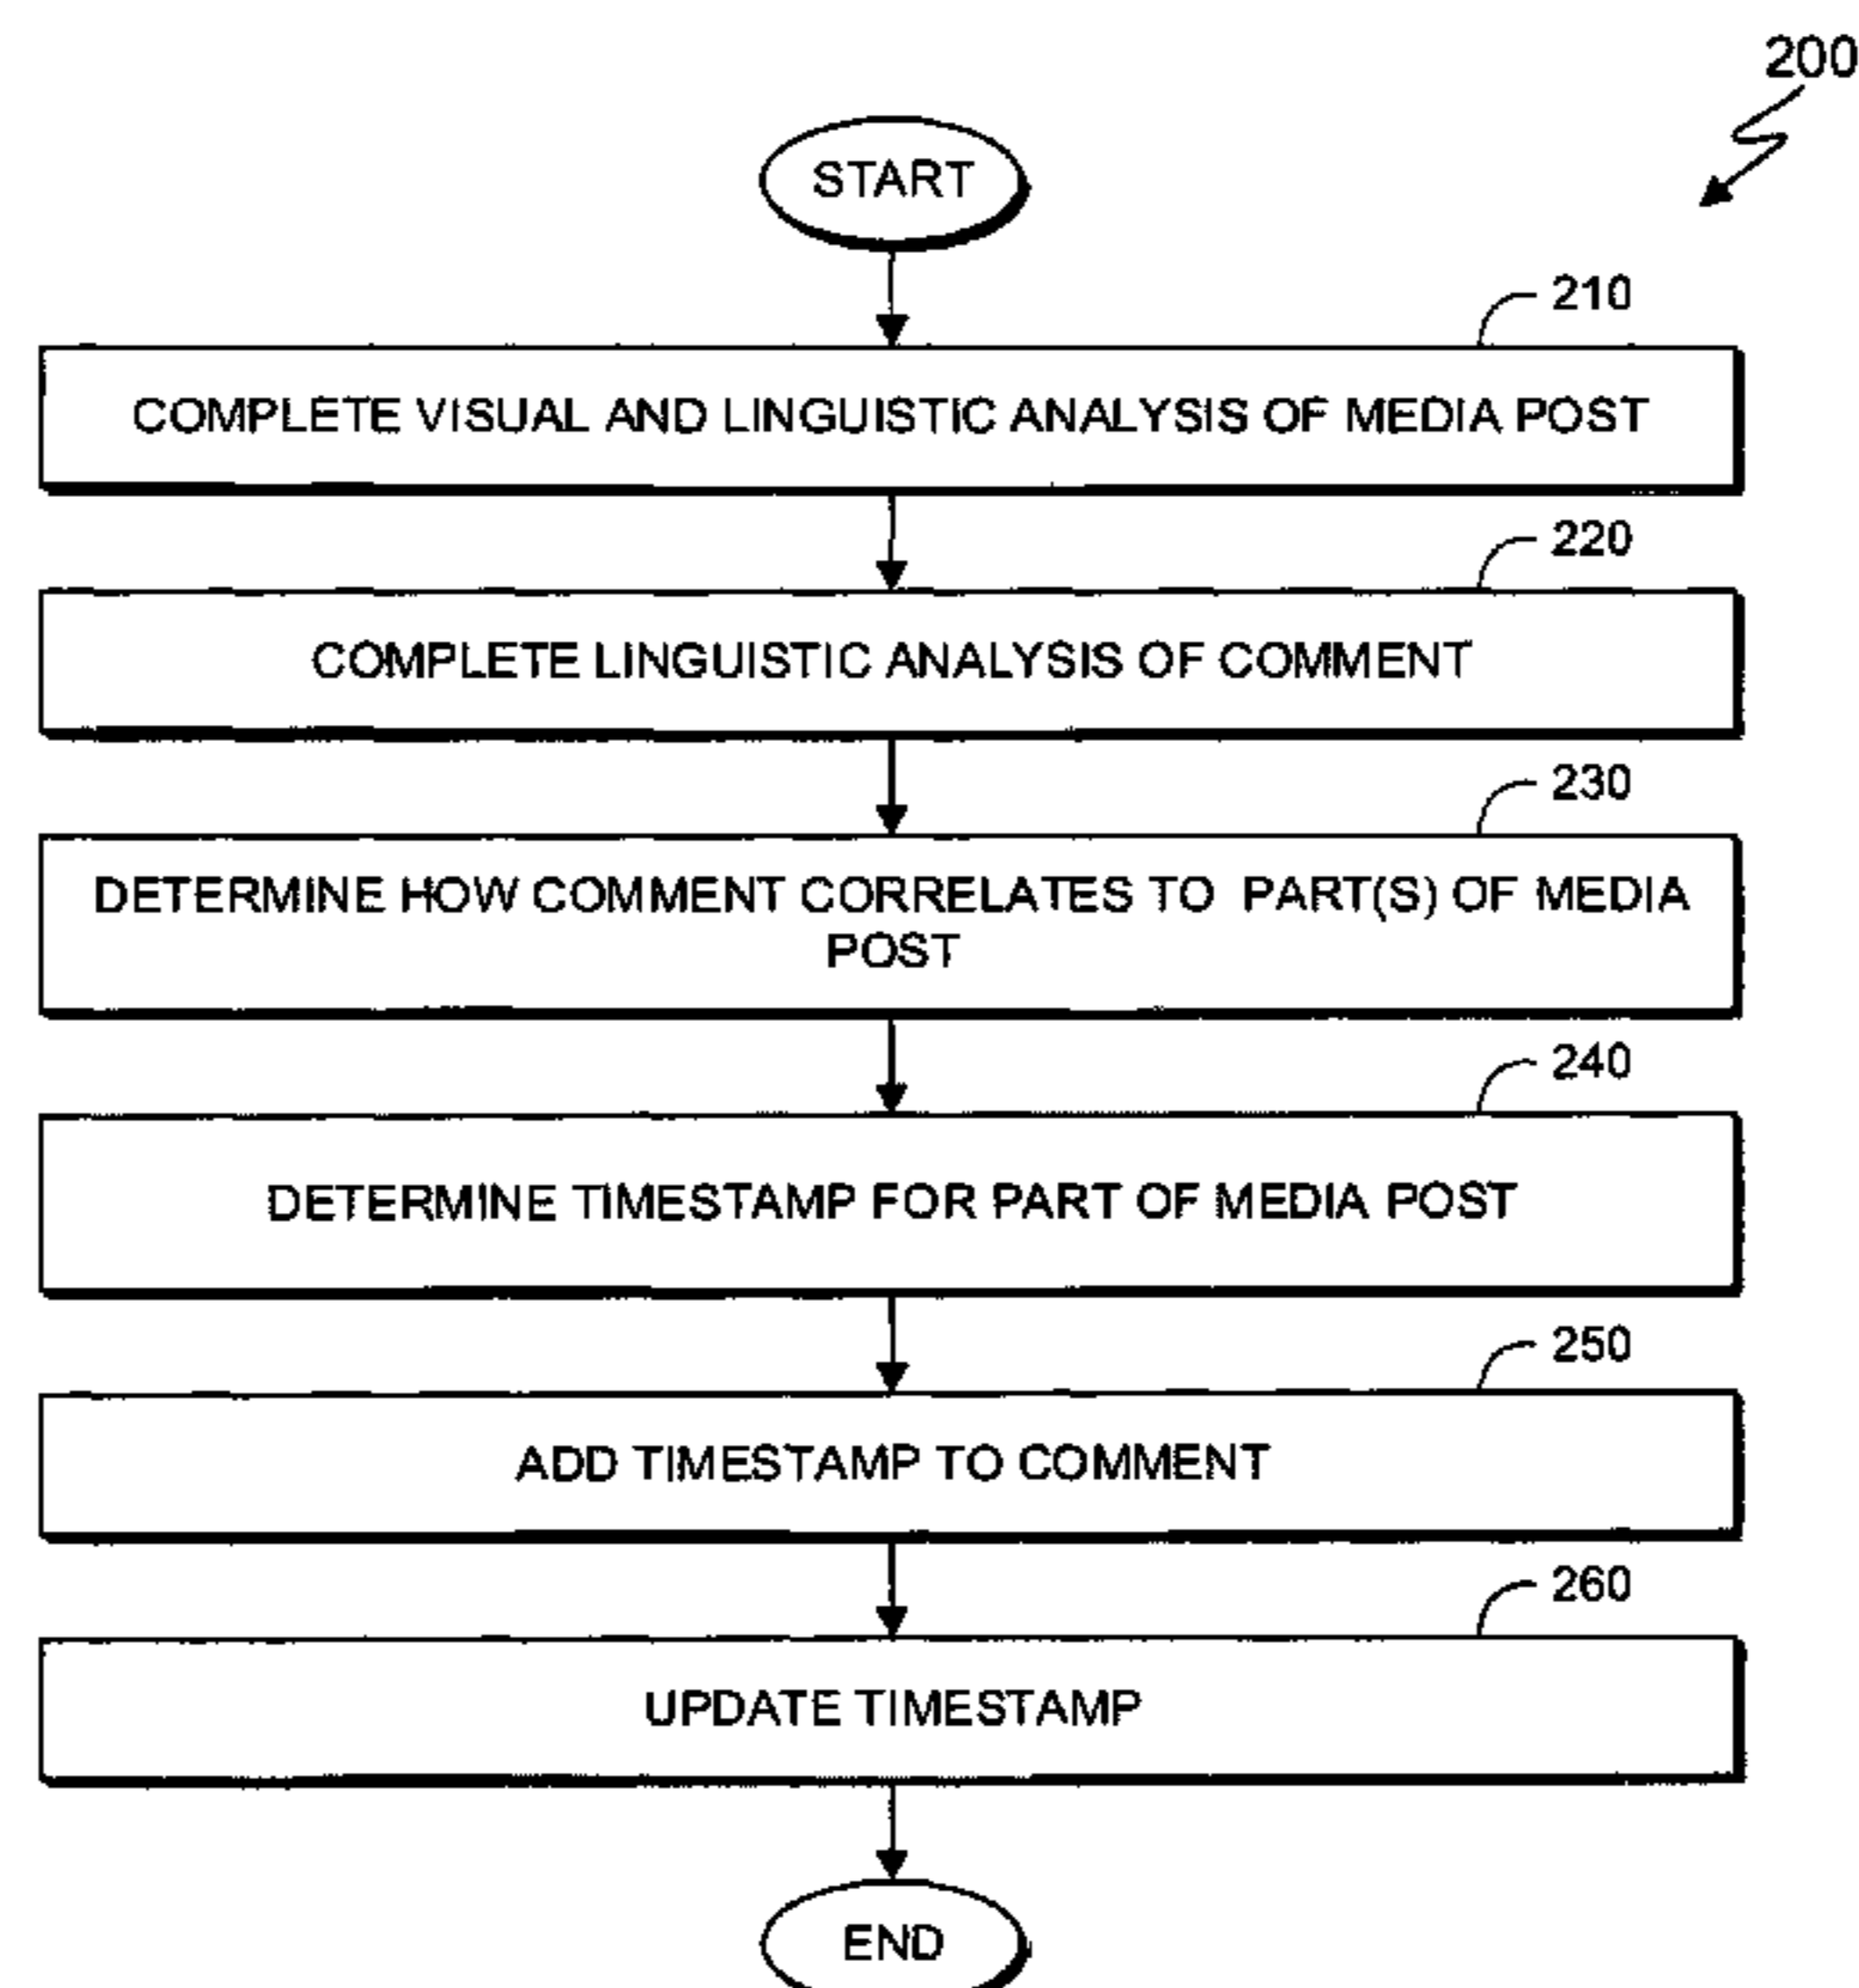 200
START
210
COMPLETE VISUAL AND LINGUISTIC ANALYSIS OF MEDIA POST
220
COMPLETE LINGUISTIC ANALYSIS OF COMMENT
230
DETERMINE HOW COMMENT CORRELATES TO PART(S) OF MEDIA
POST
240
DETERMINE TIMESTAMP FOR PART OF MEDIA POST
250
ADD TIMESTAMP TO COMMENT
260
UPDATE TIMESTAMP
END